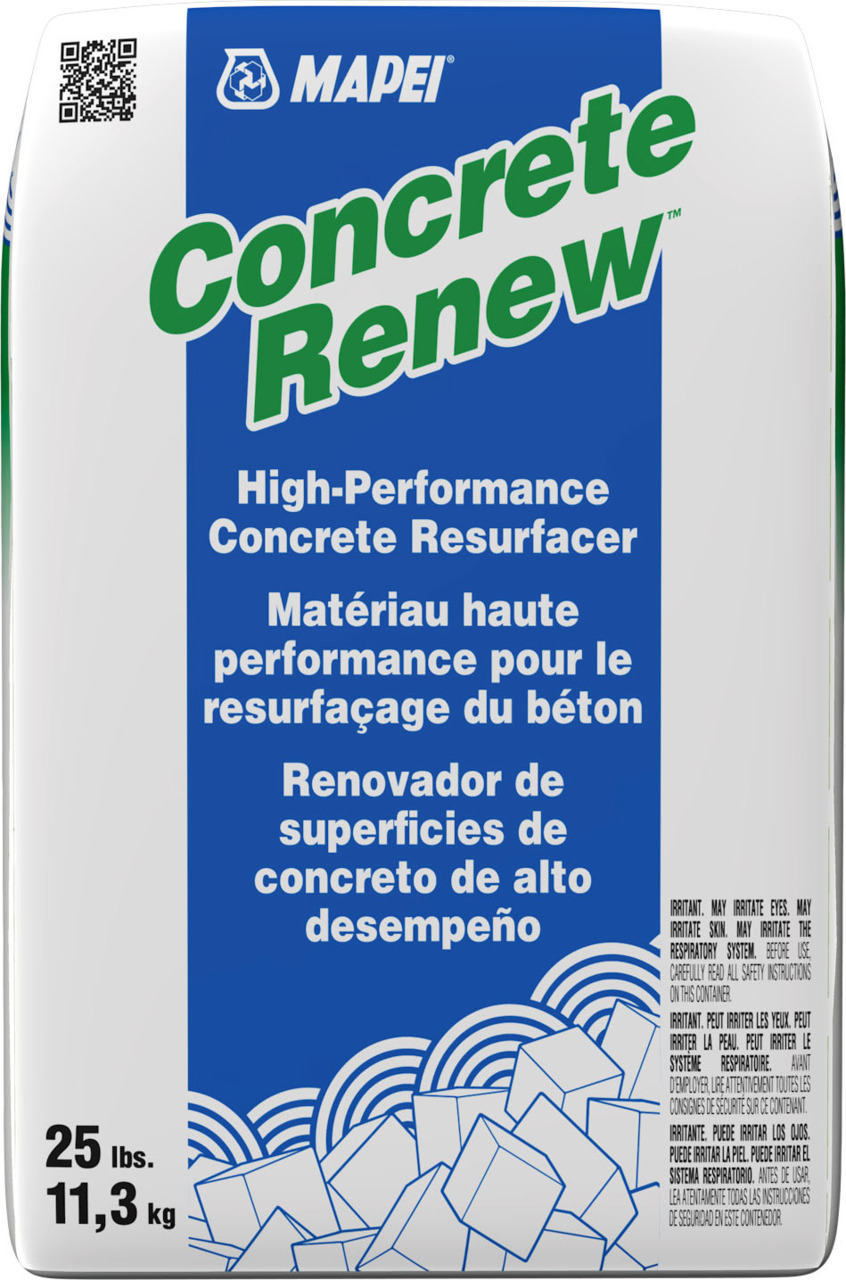 MAPEI®
Concrete
Renew™
High-Performance
Concrete Resurfacer
Matériau haute
performance pour le
resurfaçage du béton
Renovador de
superficies de
concreto de alto
desempeño
IRRITANT. MAY IRRITATE EYES. MAY
IRRITATE SKIN. MAY IRRITATE THE
RESPIRATORY SYSTEM. BEFORE USE,
CAREFULLY READ ALL SAFETY INSTRUCTIONS
ON THIS CONTAINER.
IRRITANT. PEUT IRRITER LES YEUX. PEUT
IRRITER LA PEAU. PEUT IRRITER LE
SYSTÈME RESPIRATOIRE. AVANT
D'EMPLOYER, LIRE ATTENTIVEMENT TOUTES LES
CONSIGNES DE SÉCURITÉ SUR CE CONTENANT.
IRRITANTE. PUEDE IRRITAR LOS OJOS.
PUEDE IRRITAR LA PIEL. PUEDE IRRITAR EL
SISTEMA RESPIRATORIO. ANTES DE USAR,
LEA ATENTAMENTE TODAS LAS INSTRUCCIONES
DE SEGURIDAD EN ESTE CONTENEDOR.
25 lbs.
11,3 kg